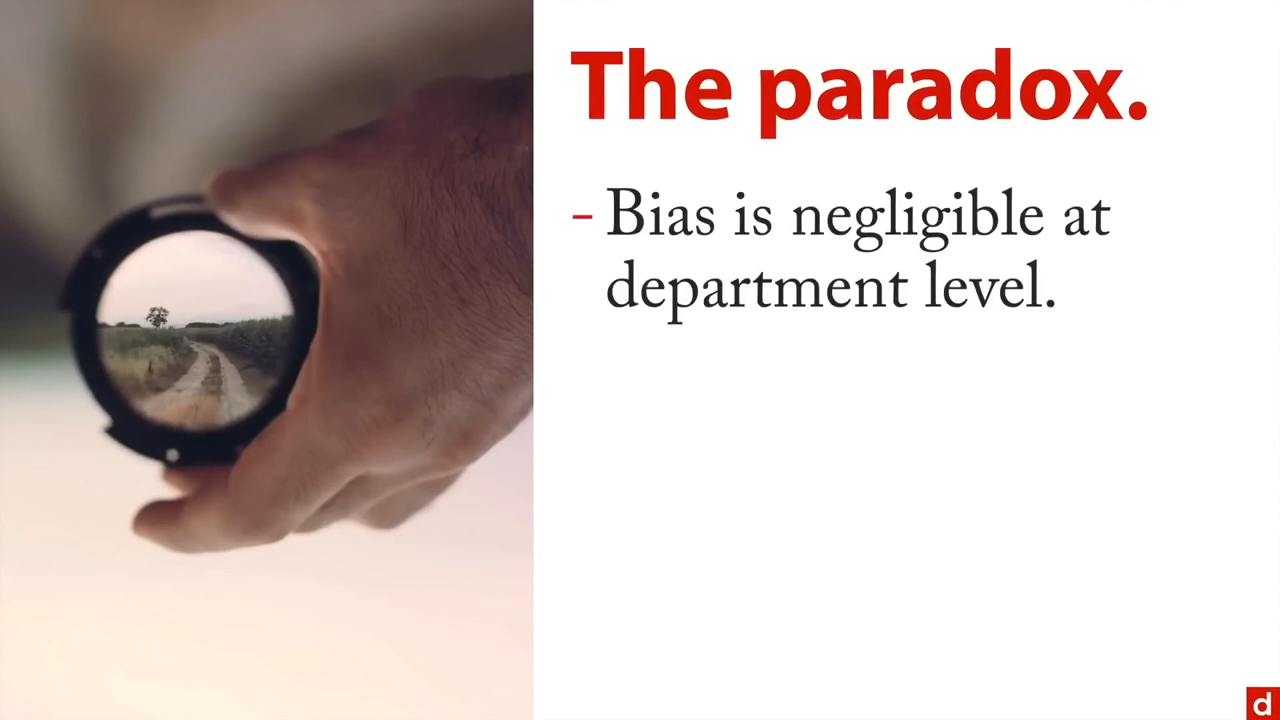 The paradox.
- Bias is negligible at
department level.
d